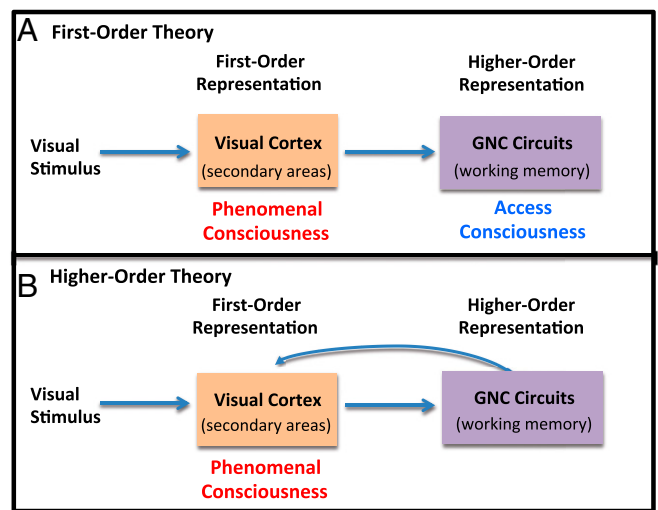 A First-Order Theory
First-Order
Representation
Higher-Order
Representation
Visual
Stimulus
Visual Cortex
(secondary areas)
GNC Circuits
(working memory)
Phenomenal
Consciousness
Access
Consciousness
B Higher-Order Theory
First-Order
Representation
Higher-Order
Representation
Visual
Stimulus
Visual Cortex
(secondary areas)
GNC Circuits
(working memory)
Phenomenal
Consciousness